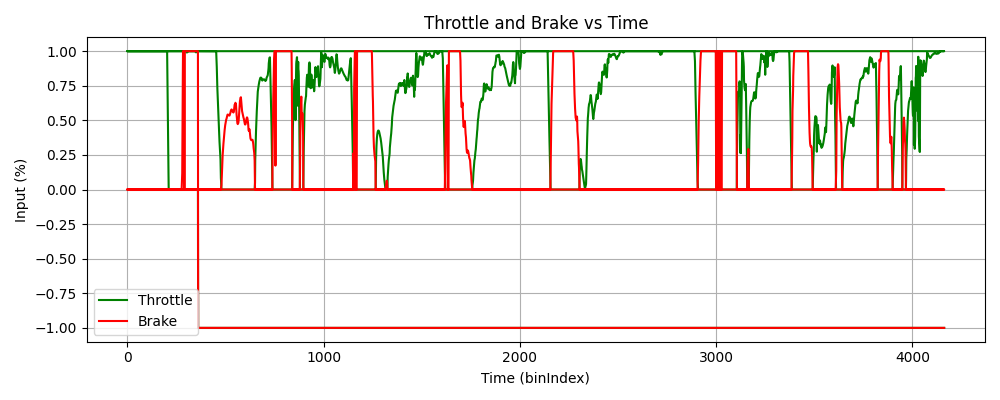 Throttle and Brake vs Time
Input (%)
1.00
0.75
0.50
0.25
0.00
−0.25
−0.50
−0.75
−1.00
Throttle
Brake
0 1000 2000 3000 4000
Time (binIndex)